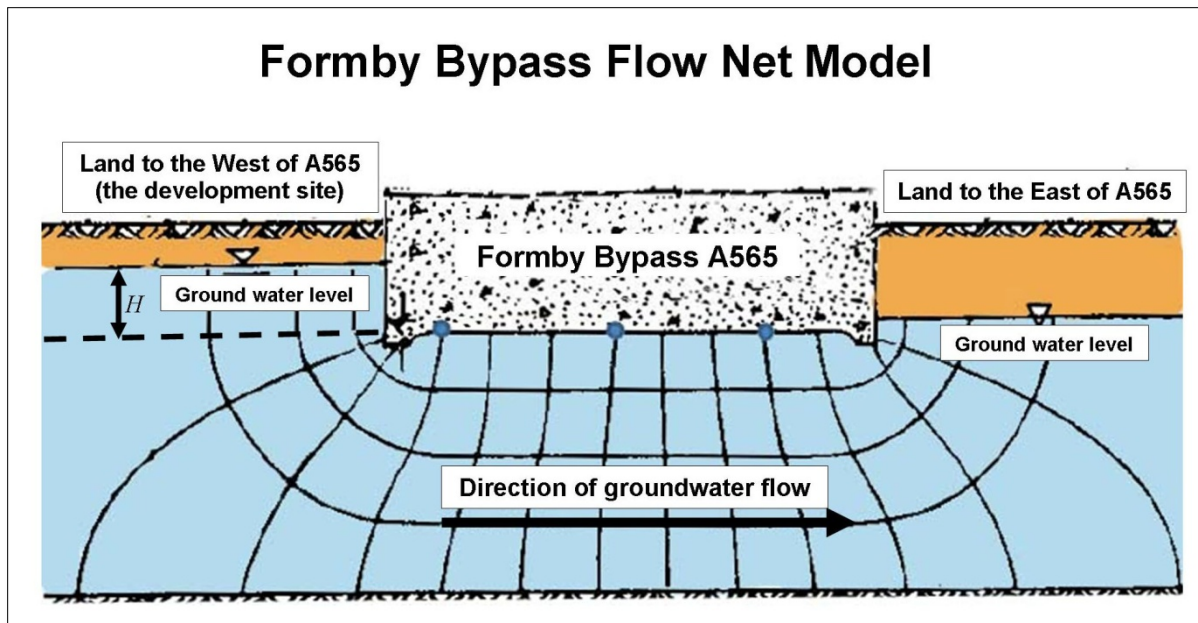 Formby Bypass Flow Net Model
Land to the West of A565
(the development site)
Land to the East of A565
Formby Bypass A565
H
Ground water level
Ground water level
Direction of groundwater flow